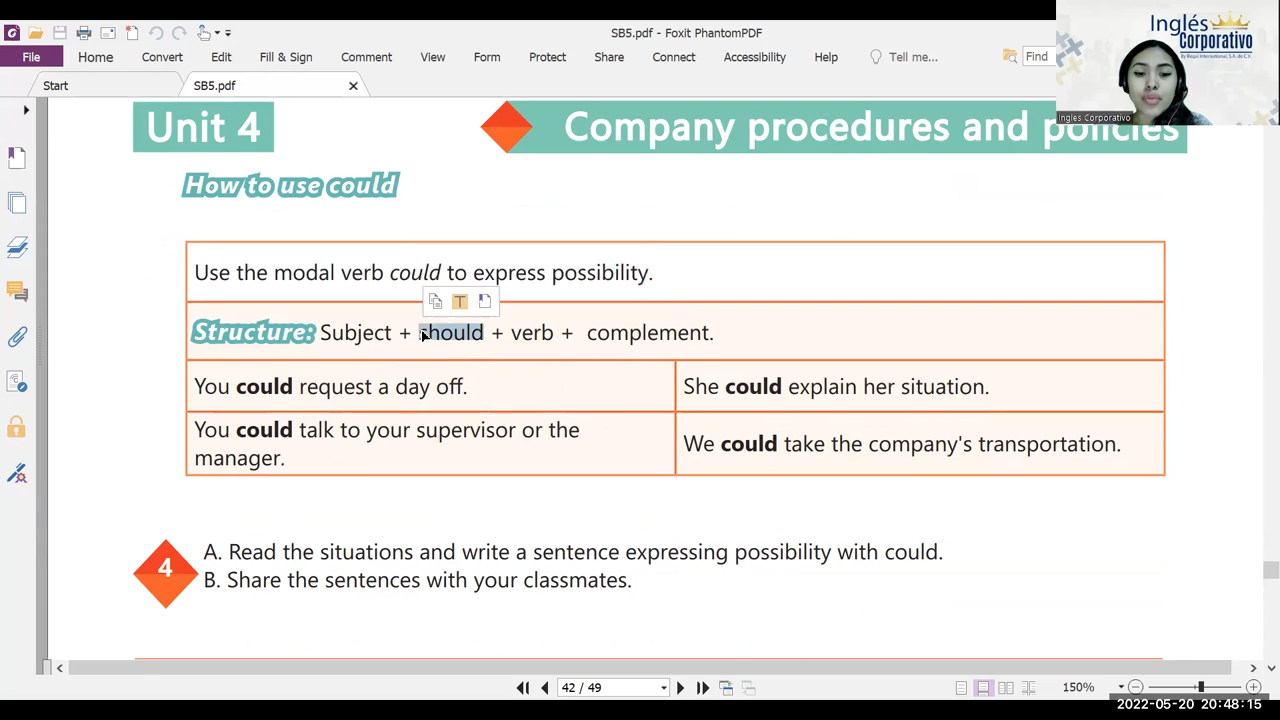 SB5.pdf - Foxit PhantomPDF
File Home Convert Fill & Sign Edit Comment View Form Protect Share Connect Accessibility Help Tell me... Find
Start SB5.pdf
Inglés
Corporativo
By Regal International, S.A. de C.V.
Ingles Corporativo
Unit 4 Company procedures and policies
How to use could
Use the modal verb could to express possibility.
Structure: Subject + should + verb + complement.
You could request a day off. She could explain her situation.
You could talk to your supervisor or the
manager.
We could take the company's transportation.
4
A. Read the situations and write a sentence expressing possibility with could.
B. Share the sentences with your classmates.
42 / 49 150%
2022-05-20 20:48:15